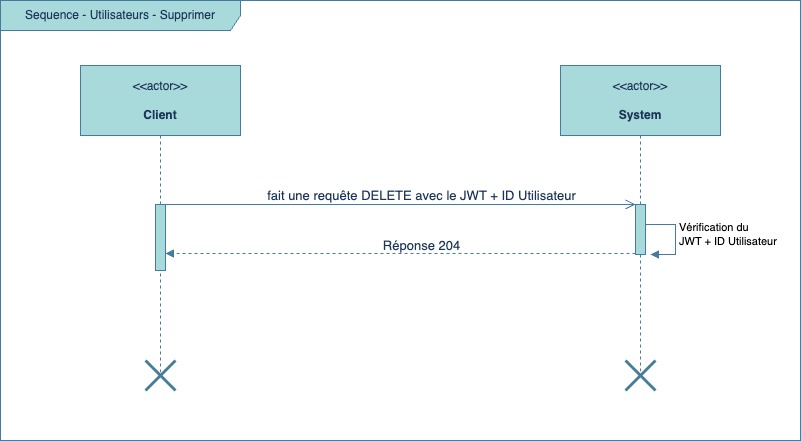 Sequence - Utilisateurs - Supprimer
<<actor>>
Client
<<actor>>
System
fait une requête DELETE avec le JWT + ID Utilisateur
Vérification du
JWT + ID Utilisateur
Réponse 204